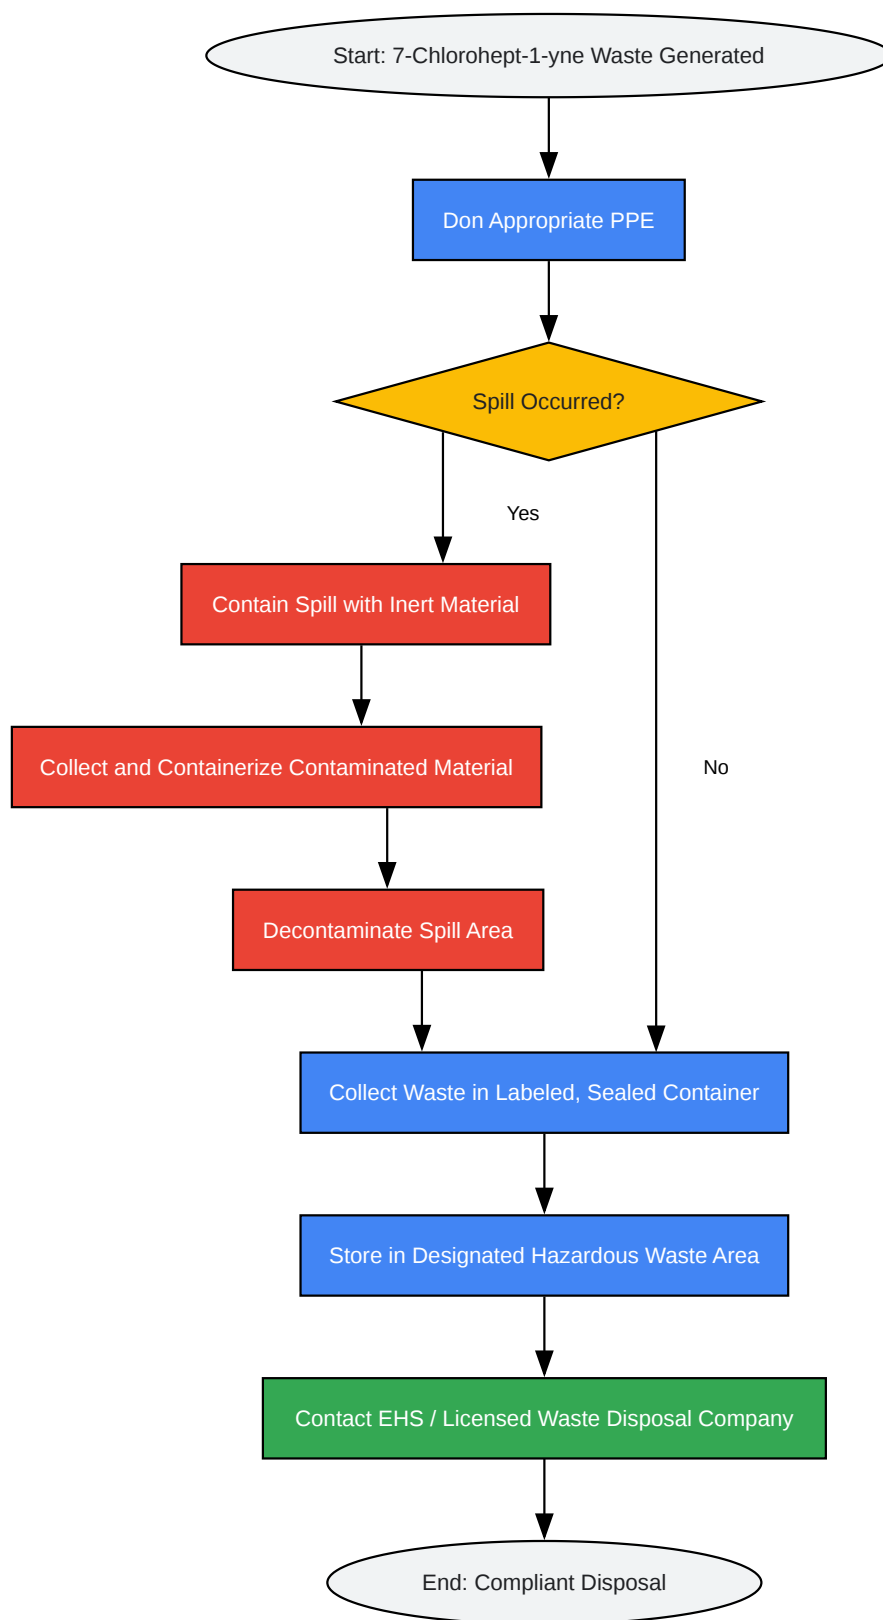 Start: 7-Chlorohept-1-yne Waste Generated
Don Appropriate PPE
Spill Occurred?
Yes
Contain Spill with Inert Material
Collect and Containerize Contaminated Material
No
Decontaminate Spill Area
Collect Waste in Labeled, Sealed Container
Store in Designated Hazardous Waste Area
Contact EHS / Licensed Waste Disposal Company
End: Compliant Disposal